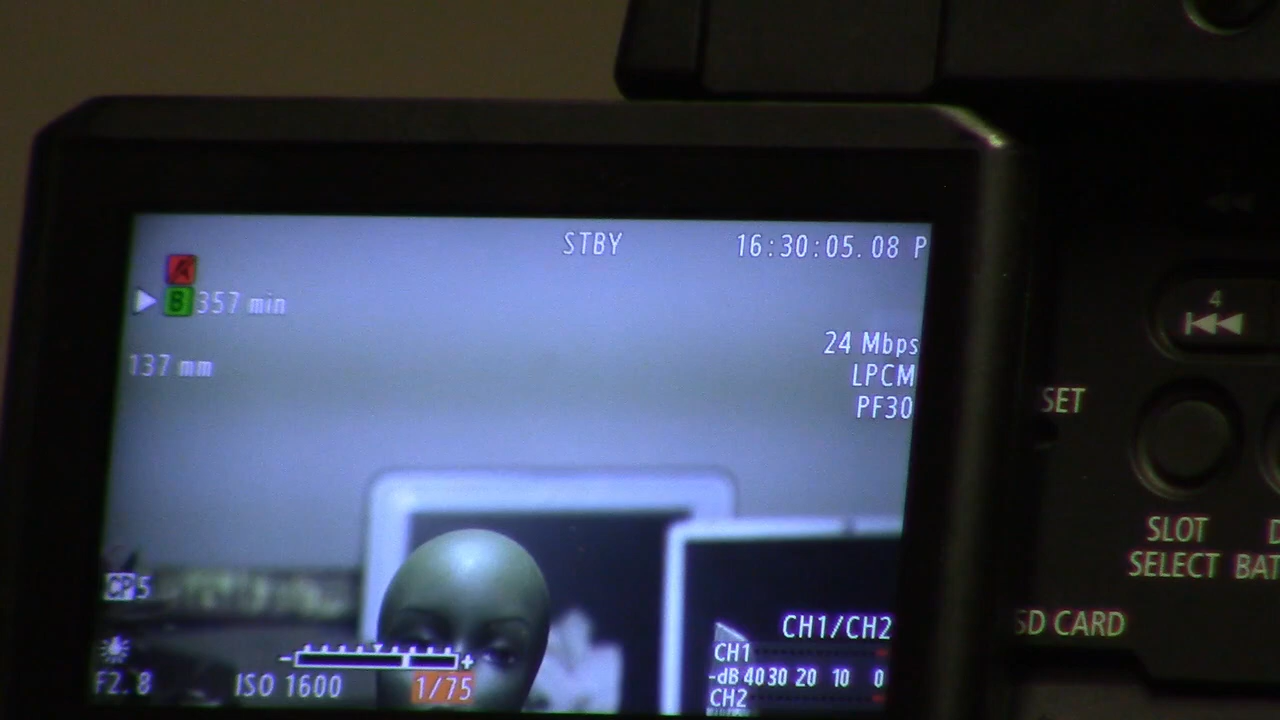 STBY 16:30:05.08 P
A
B 357 min
137 mm
24 Mbps
LPCM
PF30
CP 5
F2.8 ISO 1600 - + 1/75
CH1/CH2
CH1
-dB 40 30 20 10 0
CH2
4
SET
SLOT
SELECT
SD CARD